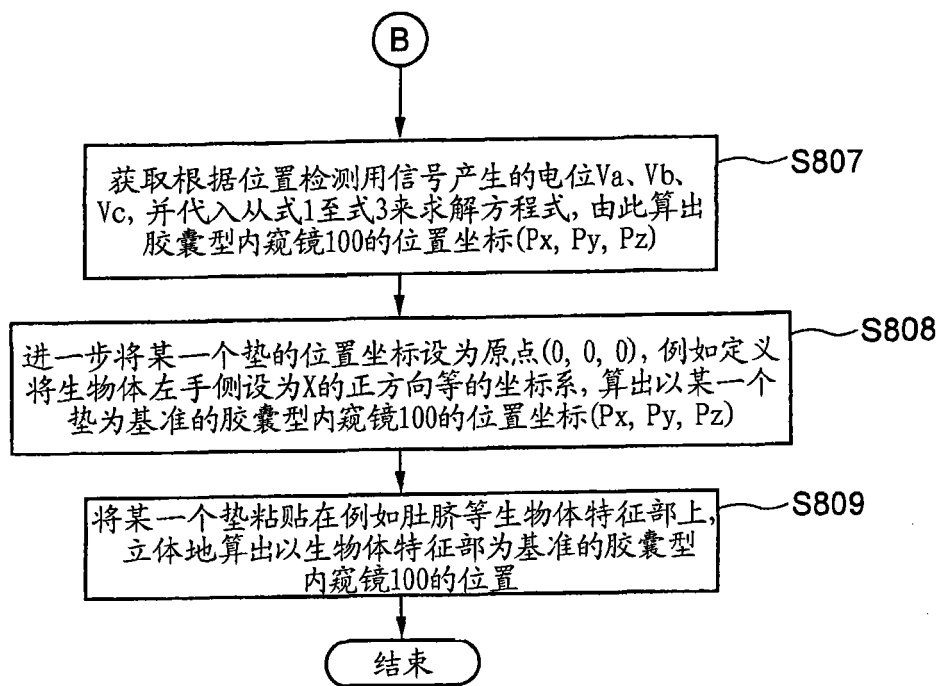 B
S807
获取根据位置检测用信号产生的电位Va、Vb、
Vc, 并代入从式1至式3来求解方程式, 由此算出
胶囊型内窥镜100的位置坐标(Px, Py, Pz)
S808
进一步将某一个垫的位置坐标设为原点(0, 0, 0), 例如定义
将生物体左手侧设为X的正方向等的坐标系, 算出以某一个
垫为基准的胶囊型内窥镜100的位置坐标(Px, Py, Pz)
S809
将某一个垫粘贴在例如肚脐等生物体特征部上,
立体地算出以生物体特征部为基准的胶囊型
内窥镜100的位置
结束